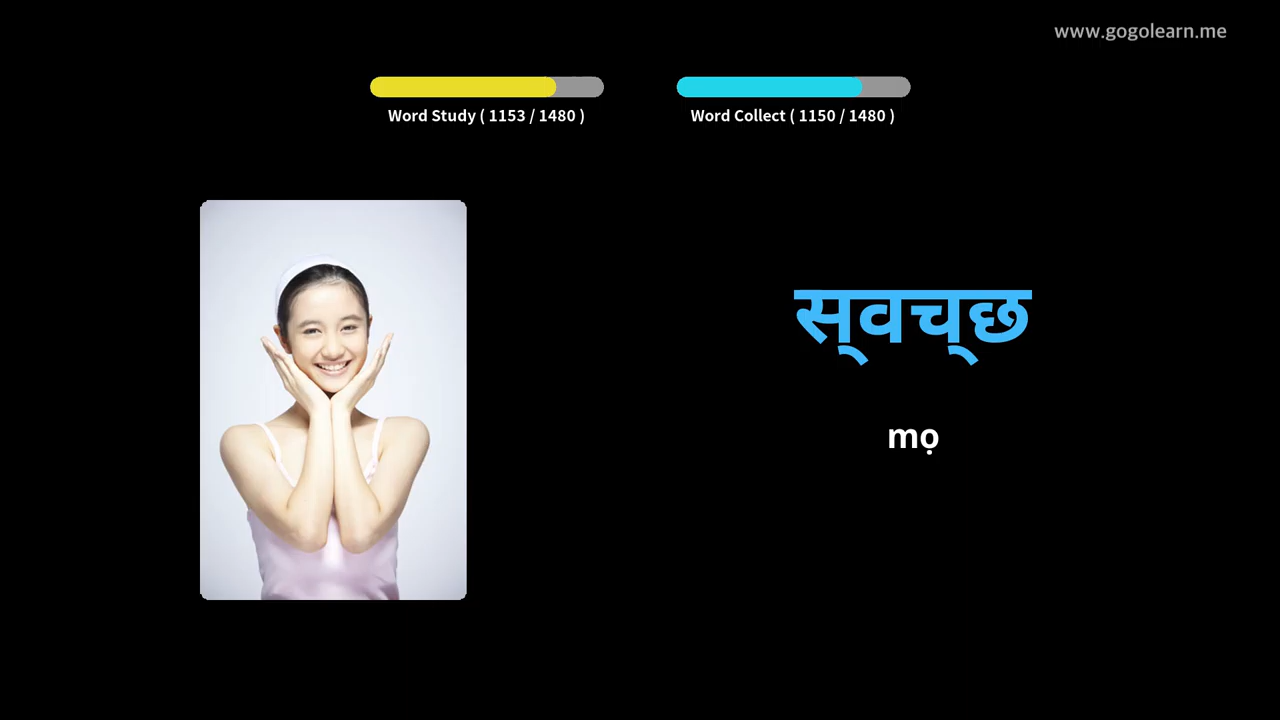 www.gogolearn.me
Word Study ( 1153 / 1480 )
Word Collect ( 1150 / 1480 )
स्वच्छ
mọ